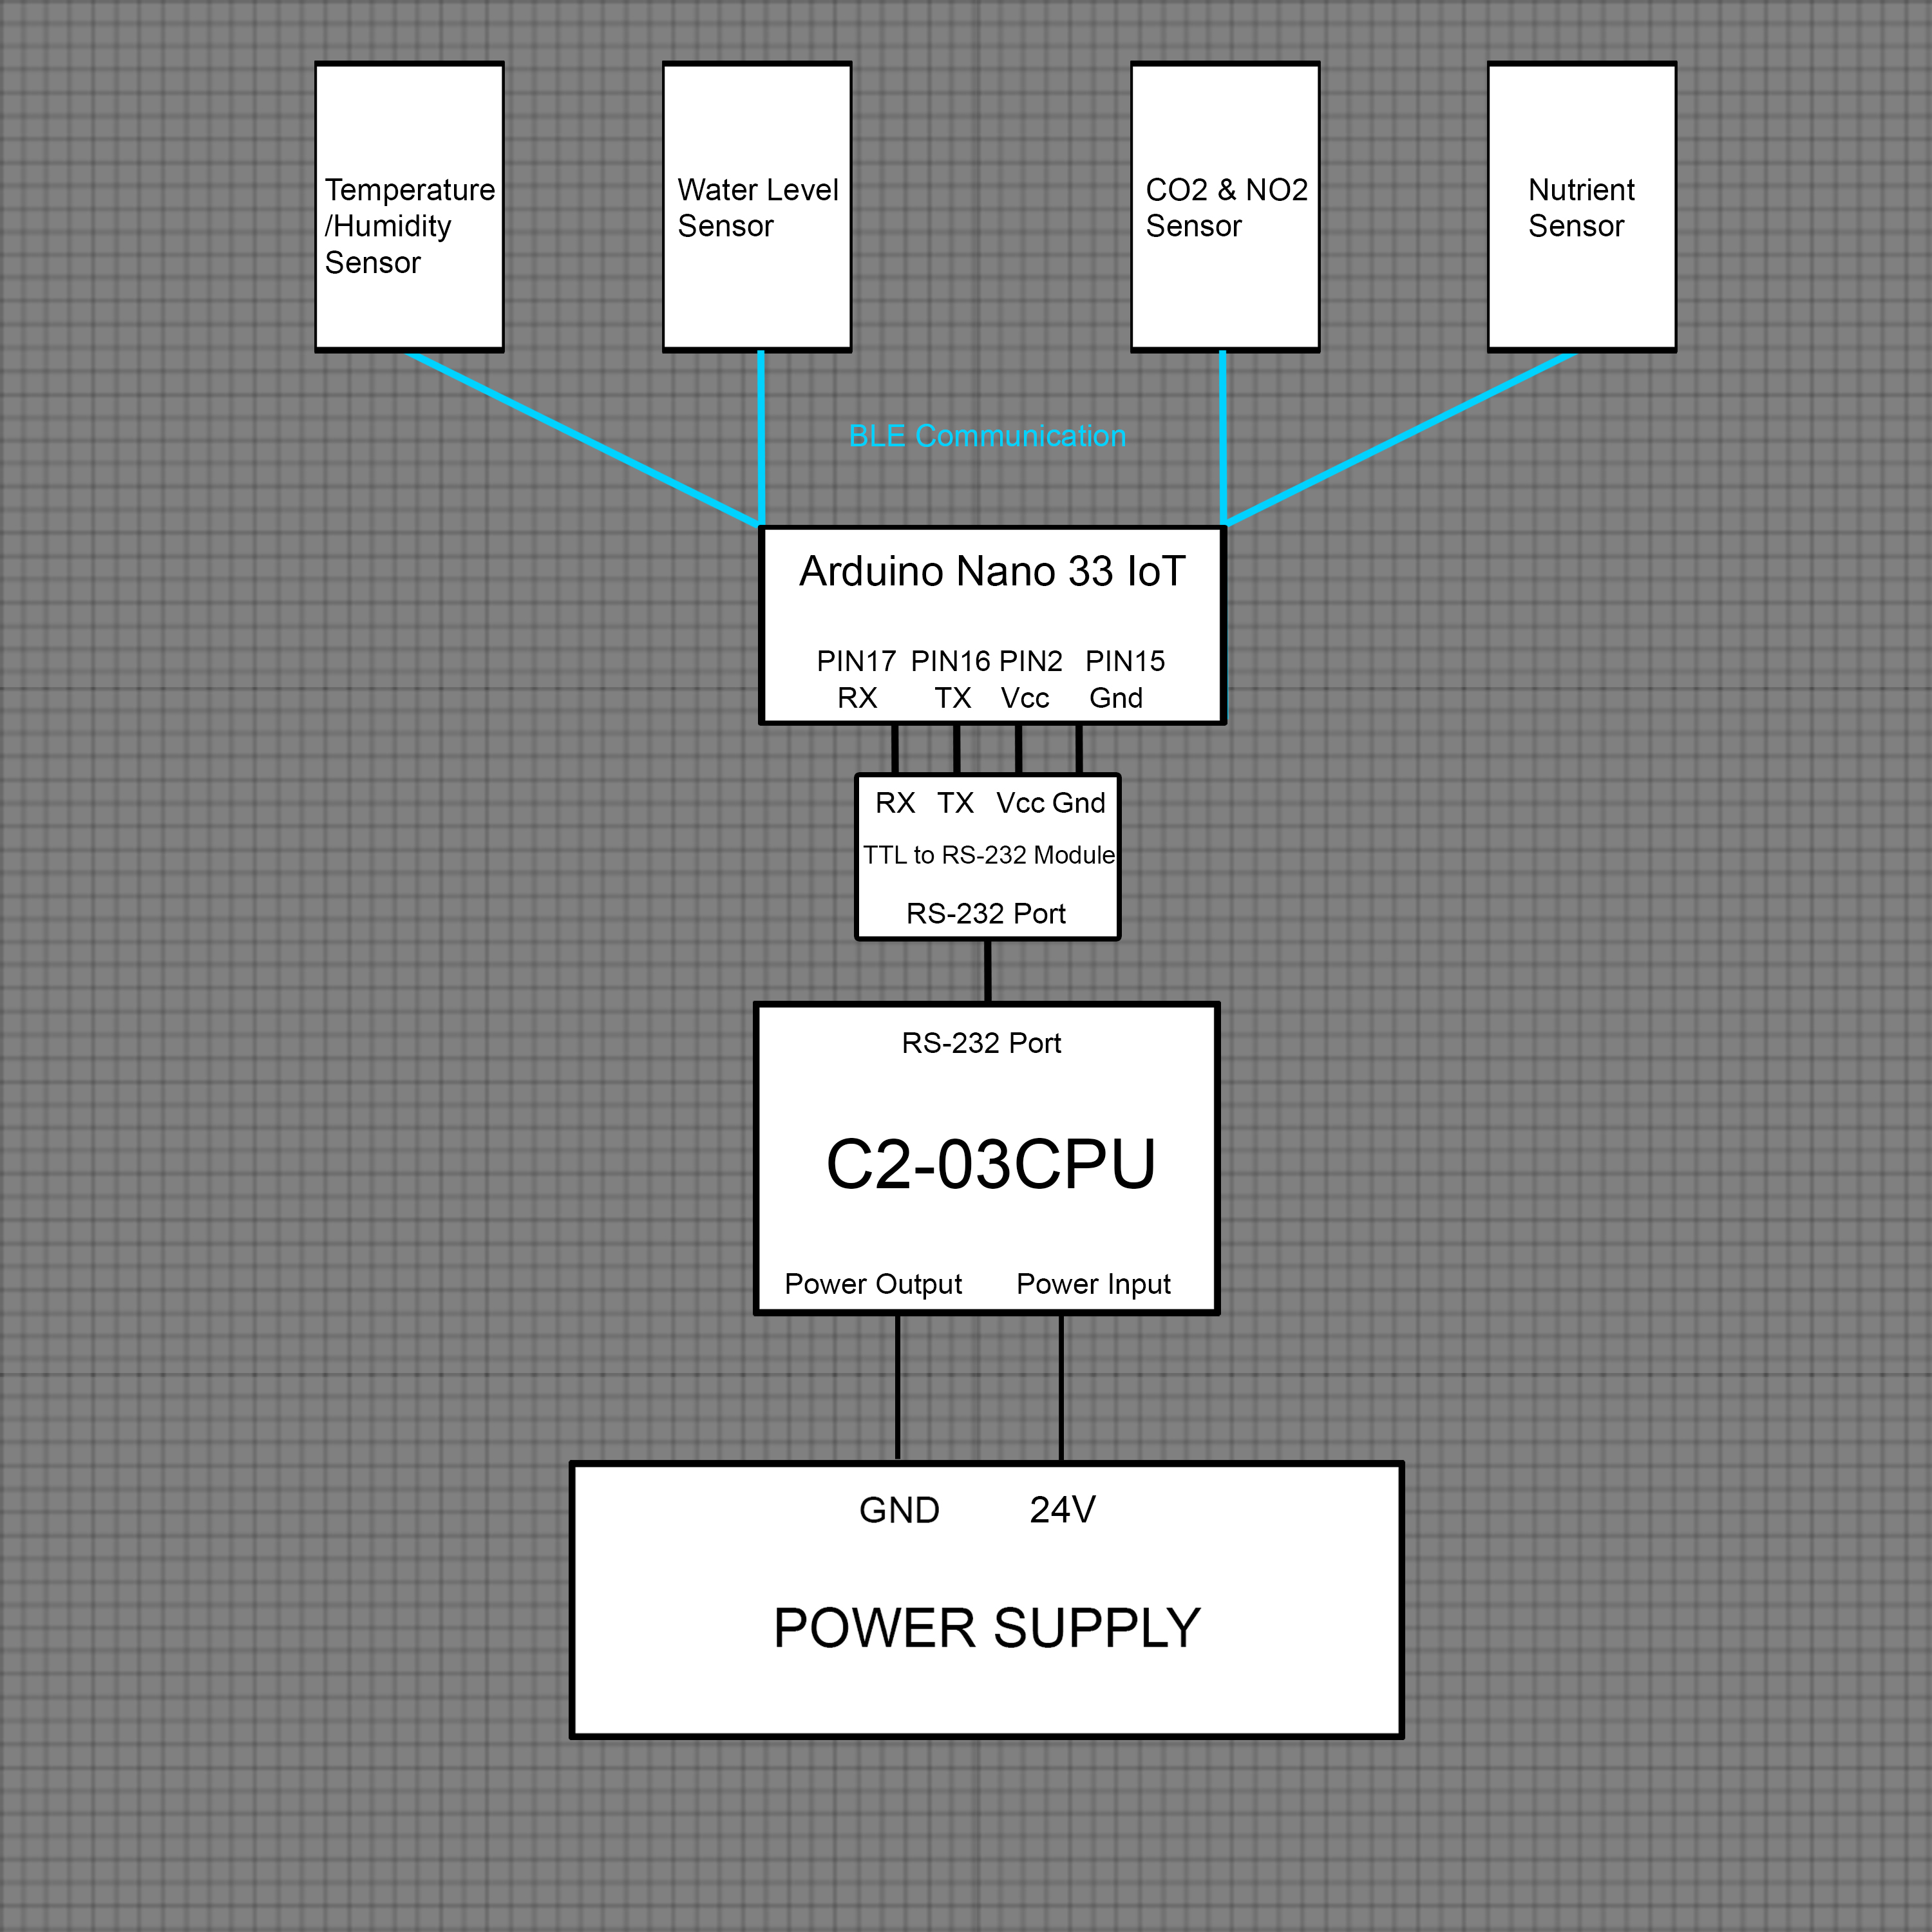 Temperature
/Humidity
Sensor
Water Level
Sensor
CO2 & NO2
Sensor
Nutrient
Sensor
BLE Communication
Arduino Nano 33 IoT
PIN17 PIN16 PIN2 PIN15
RX TX Vcc Gnd
RX TX Vcc Gnd
TTL to RS-232 Module
RS-232 Port
RS-232 Port
C2-03CPU
Power Output Power Input
GND 24V
POWER SUPPLY